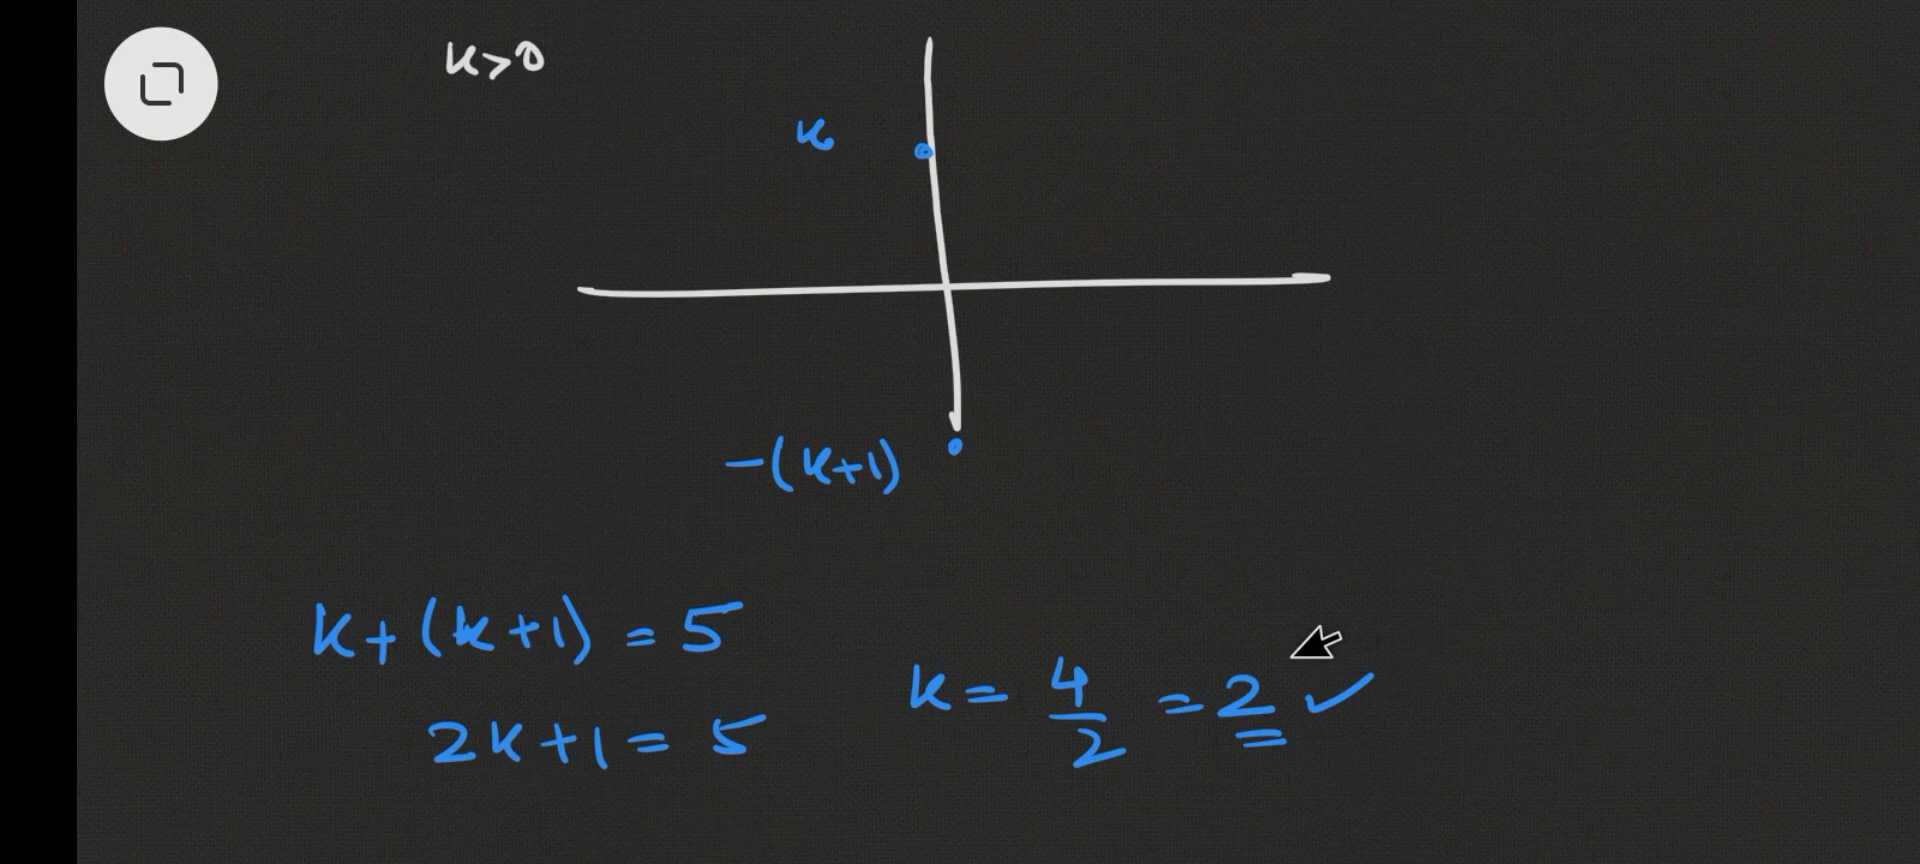 k>0
k
-(k+1)
k+(k+1) = 5
2k+1 = 5
k = 4/2 = 2 ✓